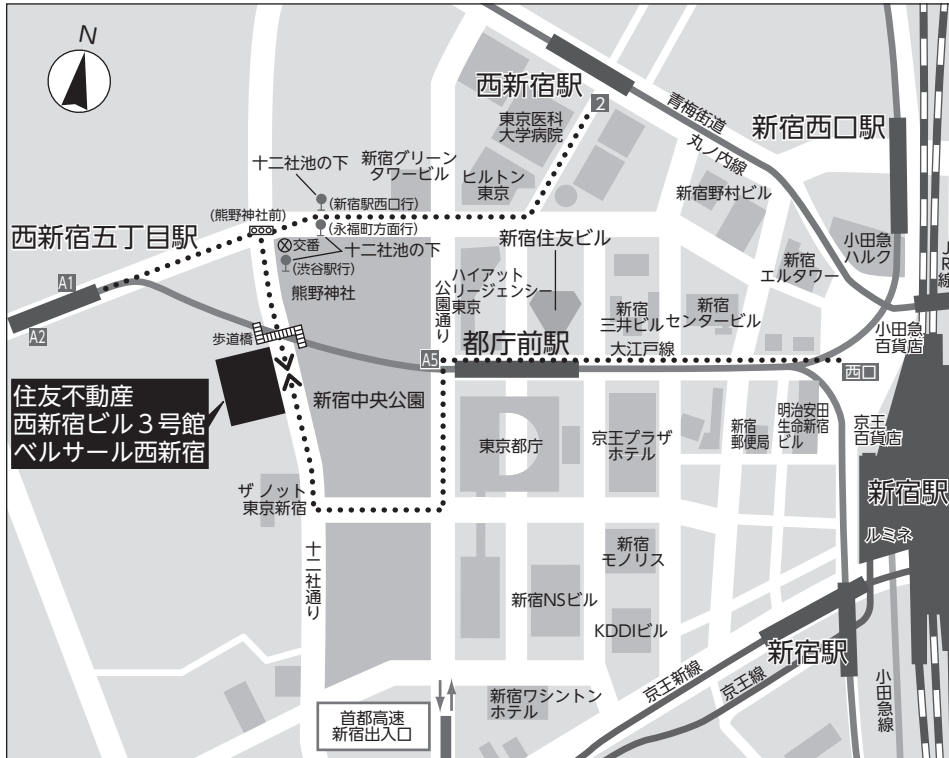 N
西新宿駅
2
青梅街道
丸ノ内線
新宿西口駅
東京医科
大学病院
十二社池の下
新宿グリーン
タワービル
ヒルトン
東京
新宿野村ビル
(新宿駅西口行)
(熊野神社前)
(永福町方面行)
西新宿五丁目駅
交番
十二社池の下
(渋谷駅行)
新宿住友ビル
小田急
ハルク
新宿
エルタワー
JR線
A1
A2
熊野神社
公園通り
ハイアット
リージェンシー
東京
新宿
三井ビル
新宿
センタービル
小田急
百貨店
歩道橋
A5
都庁前駅
大江戸線
西口
住友不動産
西新宿ビル3号館
ベルサール西新宿
新宿中央公園
東京都庁
京王プラザ
ホテル
新宿
郵便局
明治安田
生命新宿
ビル
京王
百貨店
新宿駅
ザ ノット
東京新宿
ルミネ
十二社通り
新宿
モノリス
新宿NSビル
KDDIビル
新宿駅
京王新線
京王線
小田急線
新宿ワシントン
ホテル
首都高速
新宿出入口